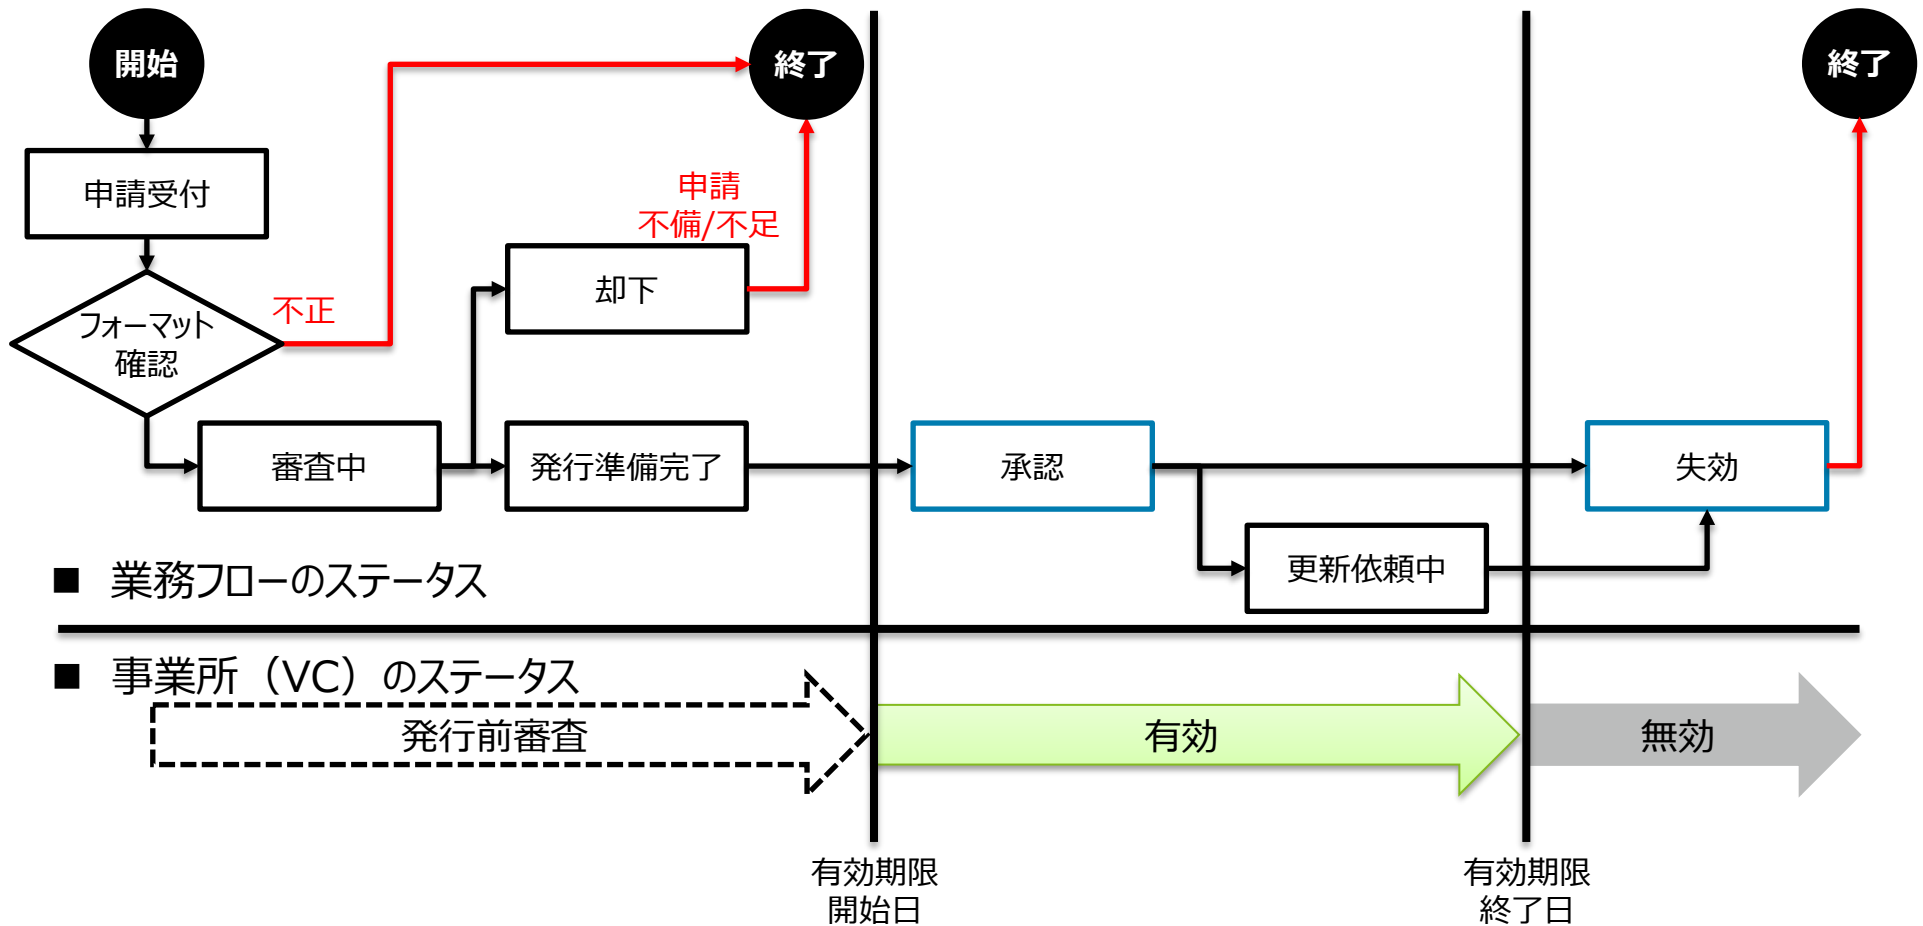 開始
終了
終了
申請受付
申請
不備/不足
却下
不正
フォーマット
確認
審査中
発行準備完了
承認
失効
更新依頼中
■ 業務フローのステータス
■ 事業所（VC）のステータス
発行前審査
有効
無効
有効期限
開始日
有効期限
終了日